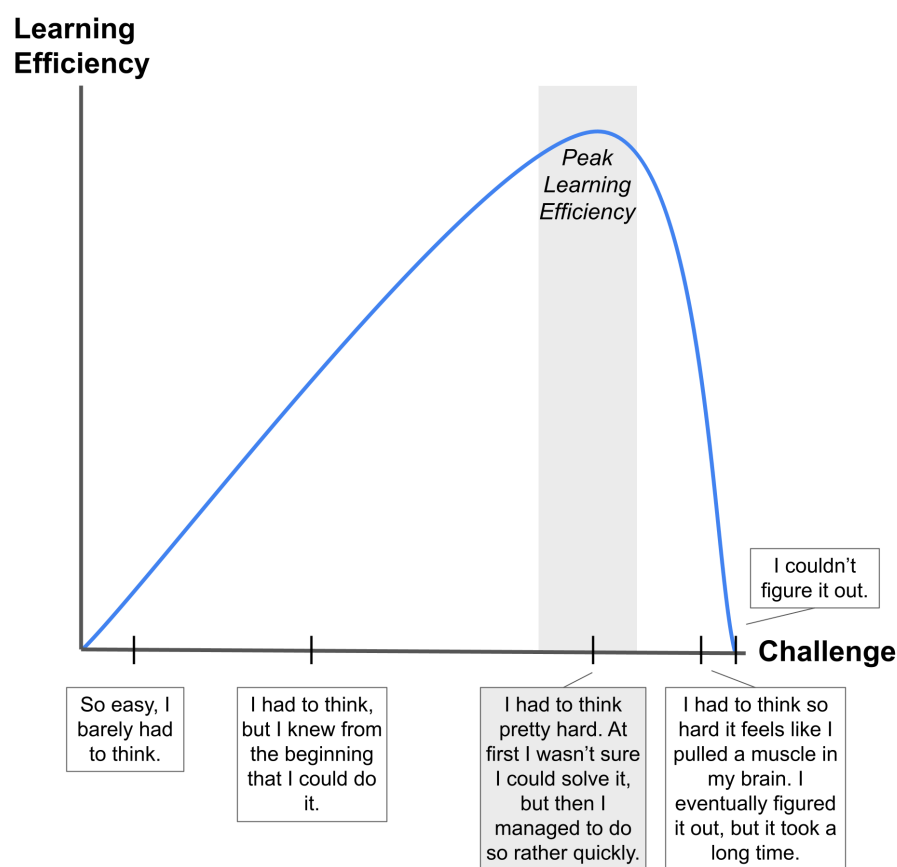 Learning
Efficiency
Peak
Learning
Efficiency
I couldn't
figure it out.
Challenge
So easy, I
barely had
to think.
I had to think,
but I knew from
the beginning
that I could do
it.
I had to think
pretty hard. At
first I wasn't sure
I could solve it,
but then I
managed to do
so rather quickly.
I had to think so
hard it feels like I
pulled a muscle in
my brain. I
eventually figured
it out, but it took a
long time.